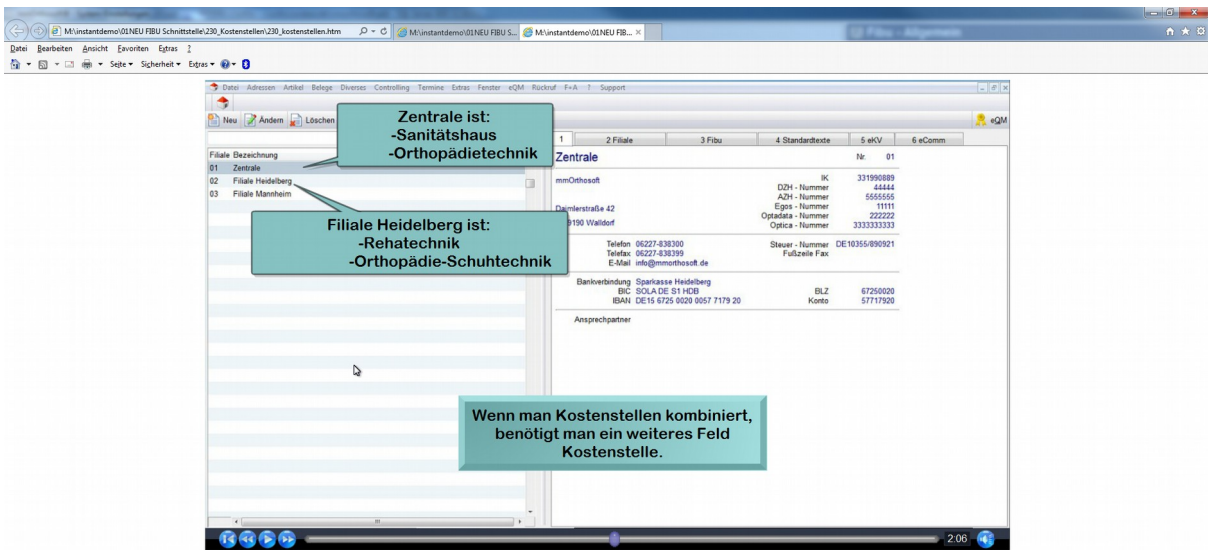 M:\instantdemo\01NEU FIBU Schnittstelle\230_Kostenstellen\230_kostenstellen.htm
M:\instantdemo\01NEU FIBU S...
M:\instantdemo\01NEU FIB...
Datei Bearbeiten Ansicht Favoriten Extras ?
Seite Sicherheit Extras
Datei Adressen Artikel Belege Diverses Controlling Termine Extras Fenster eQM Rückruf F+A ? Support
Neu Ändern Löschen eQM
Zentrale ist:
-Sanitätshaus
-Orthopädietechnik
1 2 Filiale 3 Fibu 4 Standardtexte 5 eKV 6 eComm
Filiale Bezeichnung
01 Zentrale
02 Filiale Heidelberg
03 Filiale Mannheim
Filiale Heidelberg ist:
-Rehatechnik
-Orthopädie-Schuhtechnik
Zentrale Nr. 01
mmOrthosoft IK 331990889
DZH - Nummer 44444
AZH - Nummer 5555555
Daimlerstraße 42 Egos - Nummer 11111
Optadata - Nummer 222222
9190 Walldorf Optica - Nummer 3333333333
Telefon 06227-838300 Steuer - Nummer DE10355/890921
Telefax 06227-838399 Fußzeile Fax
E-Mail info@mmorthosoft.de
Bankverbindung Sparkasse Heidelberg
BIC SOLA DE S1 HDB BLZ 67250020
IBAN DE15 6725 0020 0057 7179 20 Konto 57717920
Ansprechpartner
Wenn man Kostenstellen kombiniert,
benötigt man ein weiteres Feld
Kostenstelle.
2:06